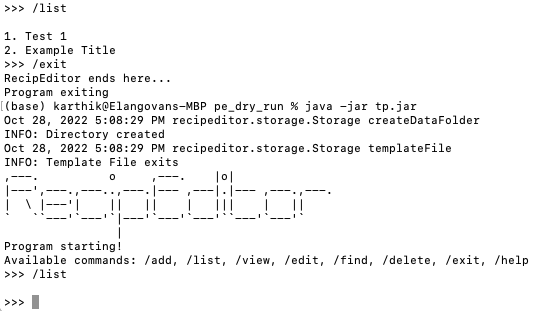 >>> /list
1. Test 1
2. Example Title
>>> /exit
RecipEditor ends here...
Program exiting
(base) karthik@Elangovans-MBP pe_dry_run % java -jar tp.jar
Oct 28, 2022 5:08:29 PM recipeditor.storage.Storage createDataFolder
INFO: Directory created
Oct 28, 2022 5:08:29 PM recipeditor.storage.Storage templateFile
INFO: Template File exits
,---.          o     ,---.    |o|
|---',---.,---..,---.|--- ,---|.|--- ,---.,---.
|  \ |---'|    ||   ||    |   |||    |   ||
`   ``---'`---'`|---'`---'`---'``---'`---'`
                |
Program starting!
Available commands: /add, /list, /view, /edit, /find, /delete, /exit, /help
>>> /list
>>>